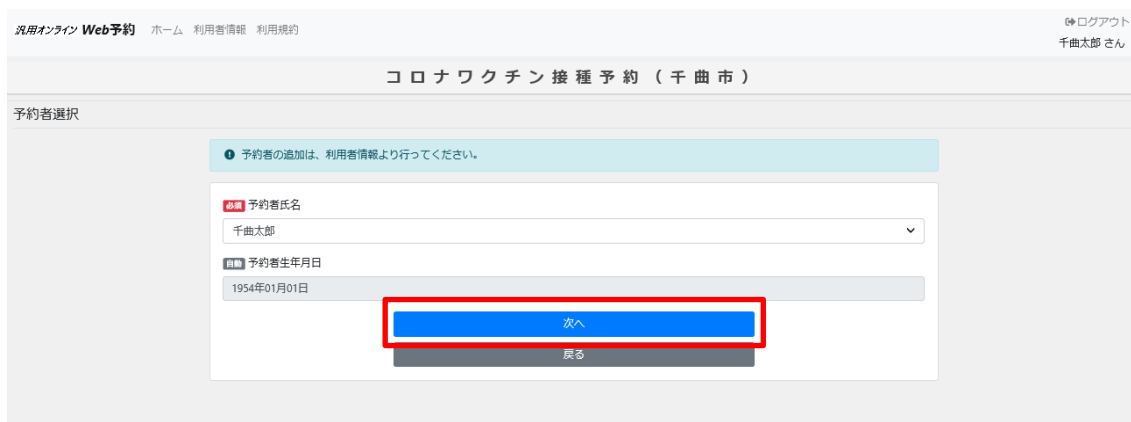 汎用オンライン Web予約 ホーム 利用者情報 利用規約
ログアウト
千曲太郎 さん
コロナワクチン接種予約（千曲市）
予約者選択
予約者の追加は、利用者情報より行ってください。
必須 予約者氏名
千曲太郎
自動 予約者生年月日
1954年01月01日
次へ
戻る